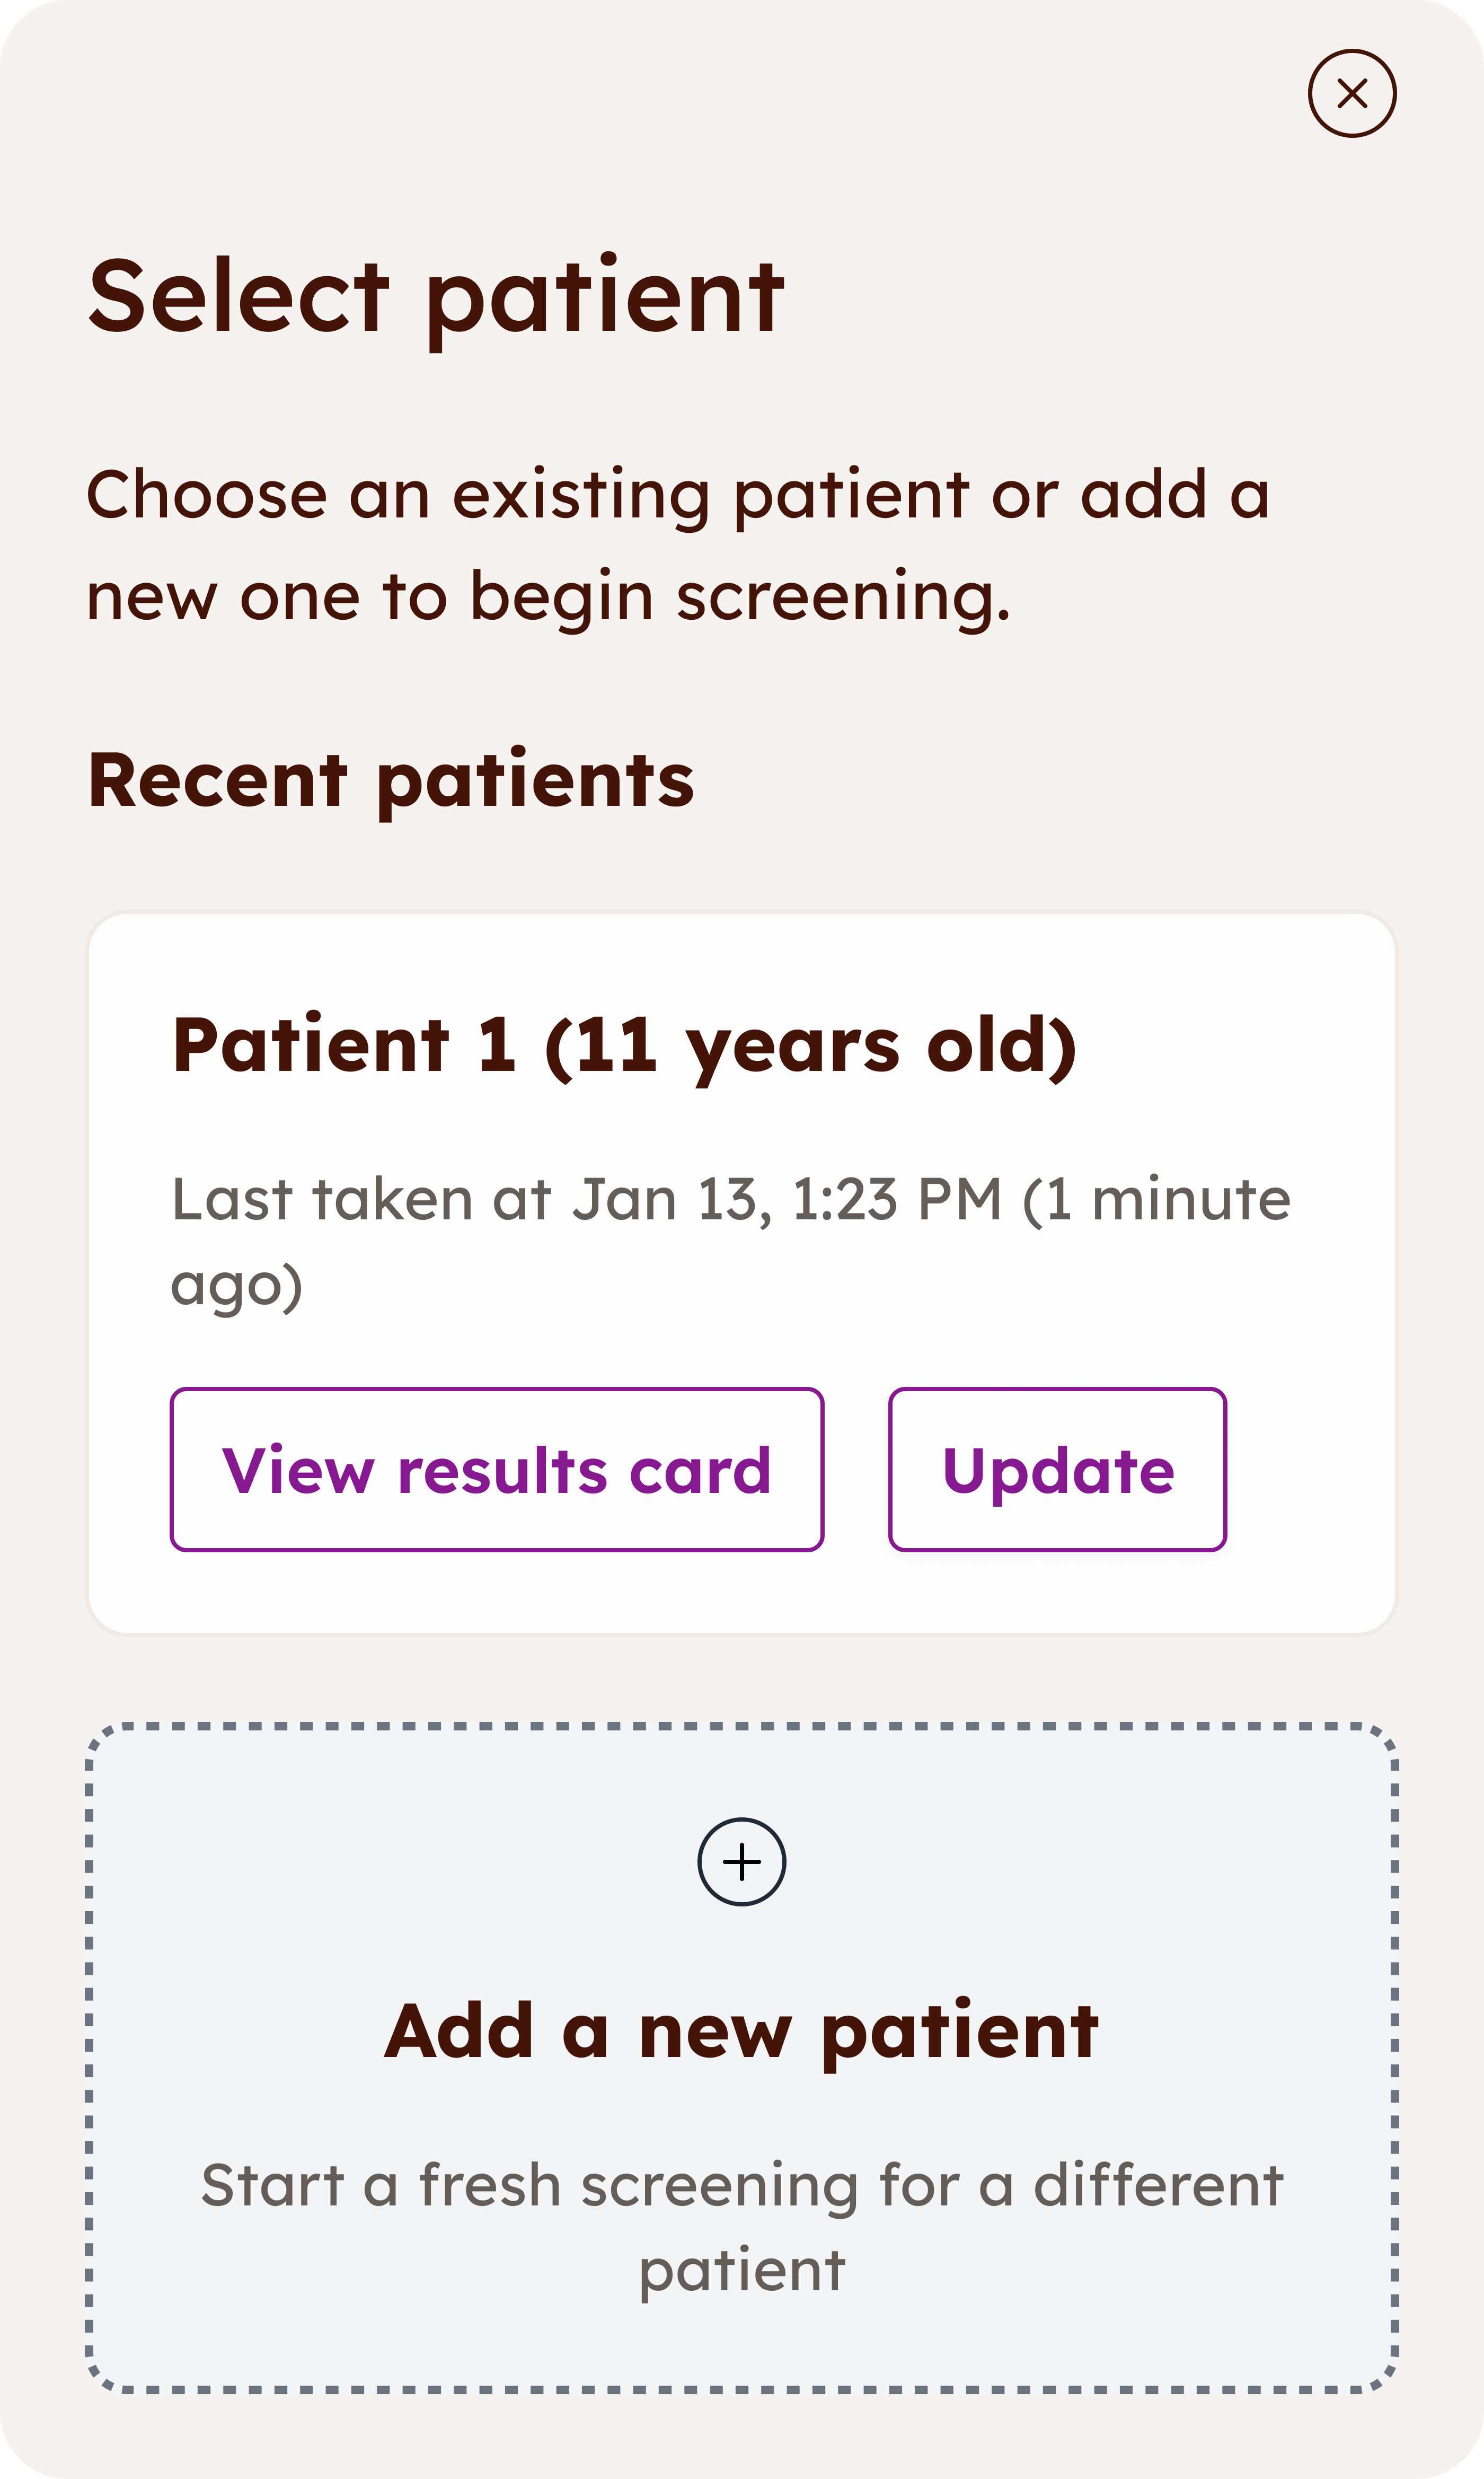 Select patient
Choose an existing patient or add a
new one to begin screening.
Recent patients
Patient 1 (11 years old)
Last taken at Jan 13, 1:23 PM (1 minute
ago)
View results card
Update
Add a new patient
Start a fresh screening for a different
patient